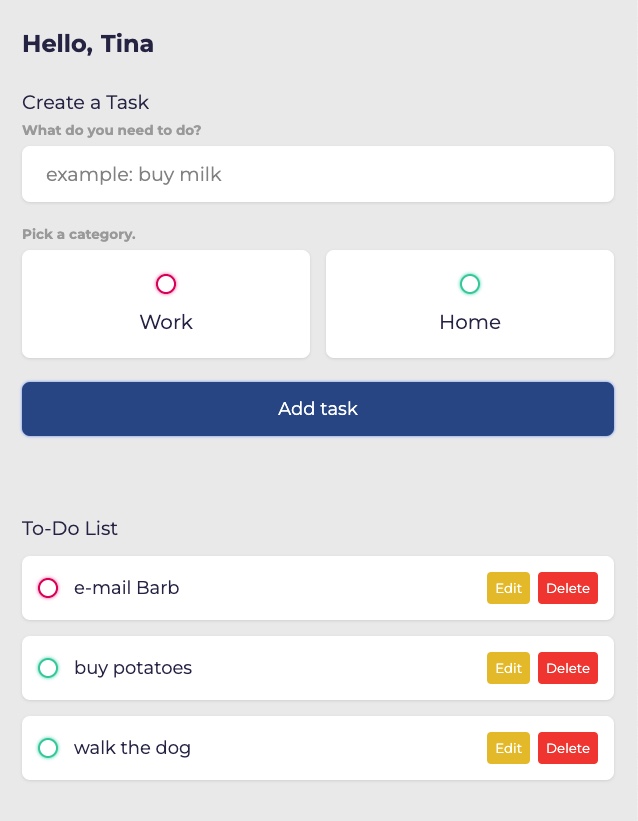 Hello, Tina
Create a Task
What do you need to do?
example: buy milk
Pick a category.
Work
Home
Add task
To-Do List
e-mail Barb
Edit
Delete
buy potatoes
Edit
Delete
walk the dog
Edit
Delete